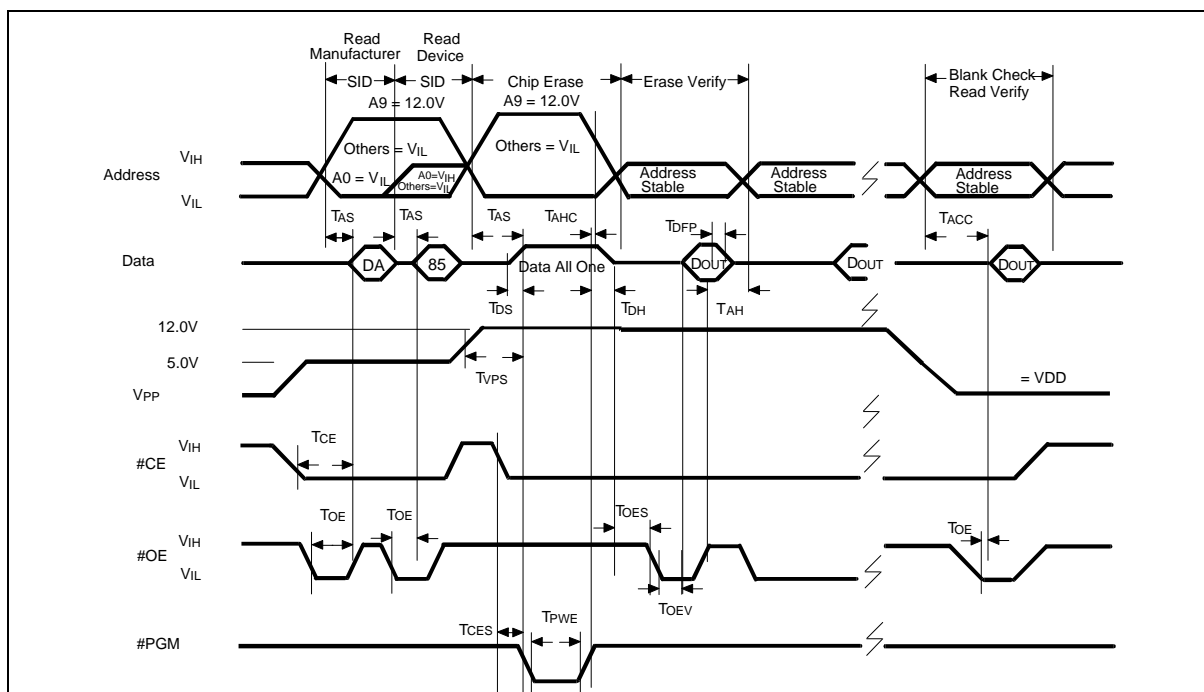 Read Manufacturer
Read Device
SID
SID
Chip Erase
Erase Verify
Blank Check
Read Verify
A9 = 12.0V
A9 = 12.0V
Others = VIL
Others = VIL
Address
VIH
VIL
A0 = VIL
A0=VIH
Others=VIL
Address Stable
Address Stable
Address Stable
TAS
TAS
TAS
TAHC
TDFP
TACC
Data
DA
85
Data All One
DOUT
DOUT
DOUT
TDS
TDH
TAH
12.0V
5.0V
VPP
TVPS
= VDD
#CE
VIH
VIL
TCE
TOE
TOE
TOES
TOE
#OE
VIH
VIL
TOEV
TCES
TPWE
#PGM